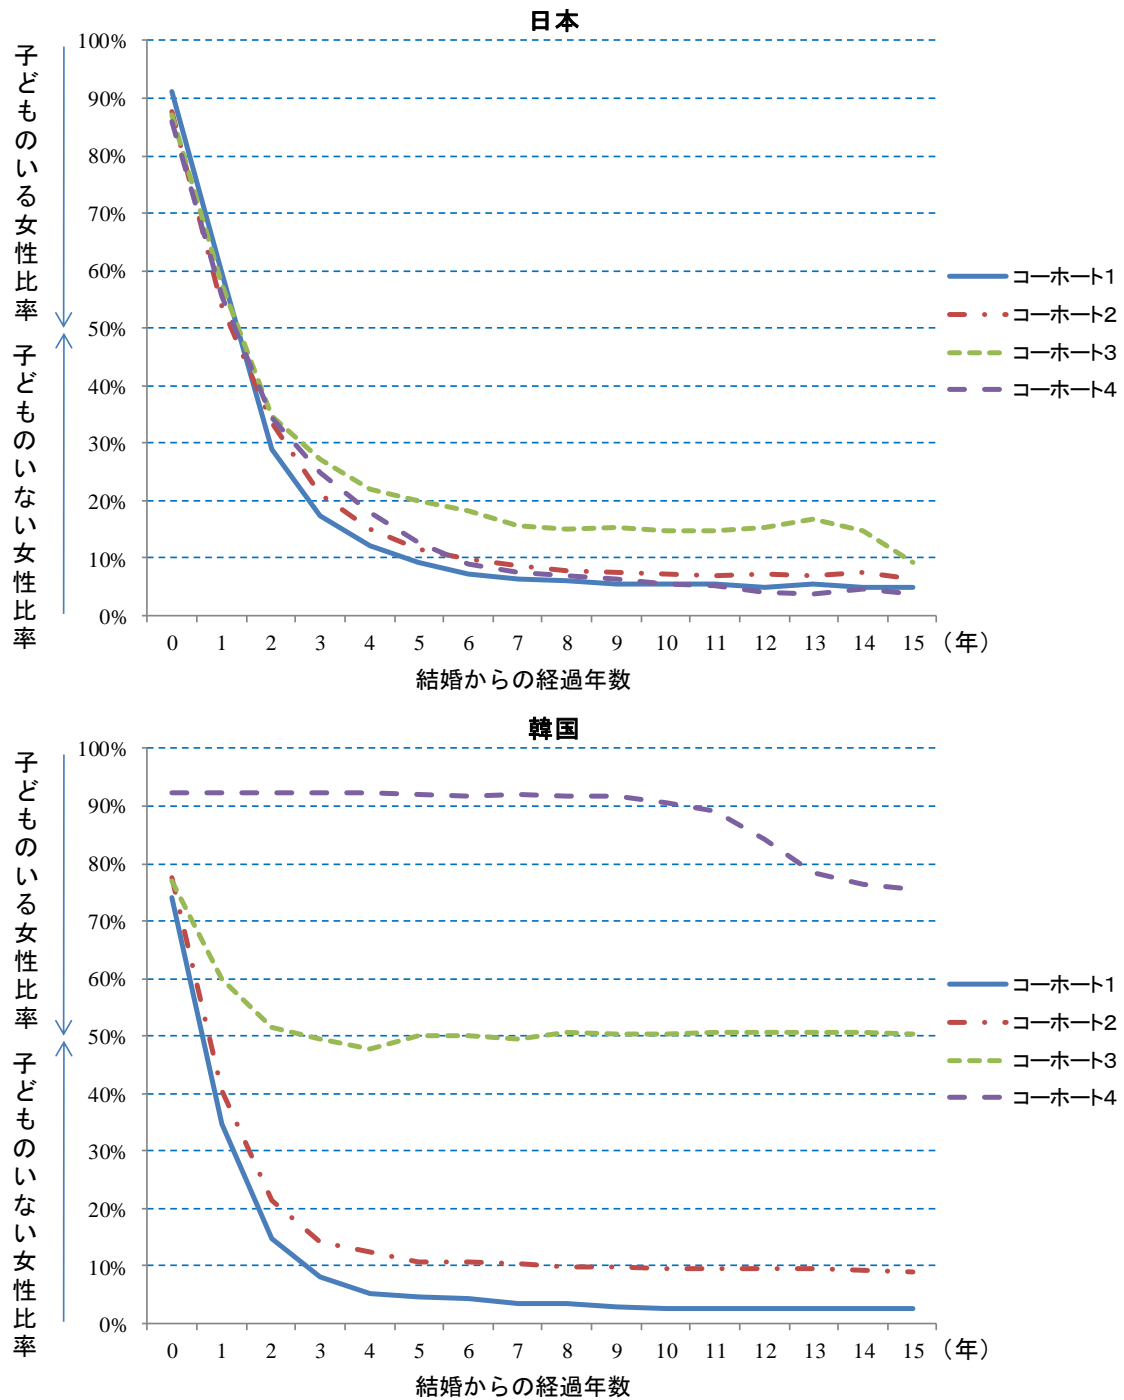 日本
子どものいる女性比率
子どものいない女性比率
100%
90%
80%
70%
60%
50%
40%
30%
20%
10%
0%
0 1 2 3 4 5 6 7 8 9 10 11 12 13 14 15 （年）
結婚からの経過年数
コーホート1
コーホート2
コーホート3
コーホート4
韓国
子どものいる女性比率
子どものいない女性比率
100%
90%
80%
70%
60%
50%
40%
30%
20%
10%
0%
0 1 2 3 4 5 6 7 8 9 10 11 12 13 14 15 （年）
結婚からの経過年数
コーホート1
コーホート2
コーホート3
コーホート4